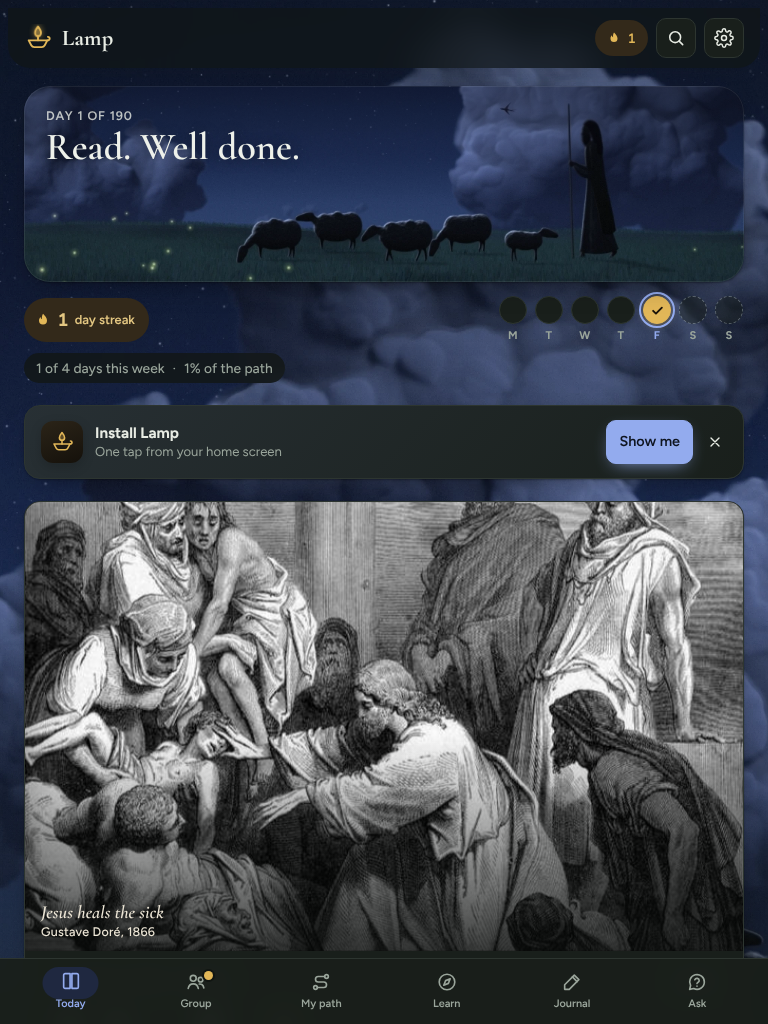 Lamp
1
DAY 1 OF 190
Read. Well done.
1 day streak
M T W T F S S
1 of 4 days this week · 1% of the path
Install Lamp
One tap from your home screen
Show me
Jesus heals the sick
Gustave Doré, 1866
Today
Group
My path
Learn
Journal
Ask